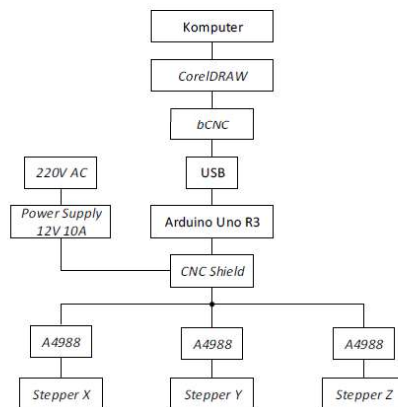 Komputer
CorelDRAW
bCNC
220V AC
USB
Power Supply
12V 10A
Arduino Uno R3
CNC Shield
A4988
A4988
A4988
Stepper X
Stepper Y
Stepper Z